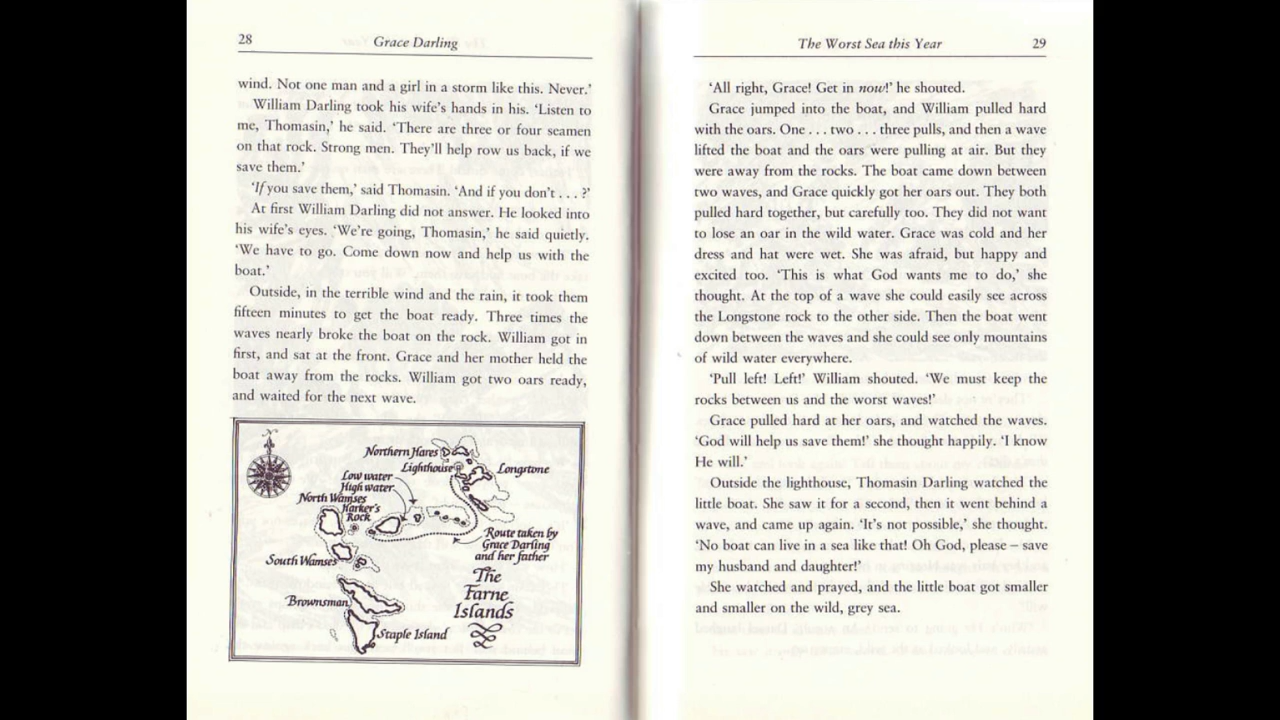 28
Grace Darling
wind. Not one man and a girl in a storm like this. Never.'
William Darling took his wife's hands in his. 'Listen to
me, Thomasin,' he said. 'There are three or four seamen
on that rock. Strong men. They'll help row us back, if we
save them.'
'If you save them,' said Thomasin. 'And if you don't . . . ?'
At first William Darling did not answer. He looked into
his wife's eyes. 'We're going, Thomasin,' he said quietly.
'We have to go. Come down now and help us with the
boat.'
Outside, in the terrible wind and the rain, it took them
fifteen minutes to get the boat ready. Three times the
waves nearly broke the boat on the rock. William got in
first, and sat at the front. Grace and her mother held the
boat away from the rocks. William got two oars ready,
and waited for the next wave.
Northern Hares
Lighthouse
Longstone
Low water
High water
North Wamses
Harker's
Rock
Route taken by
Grace Darling
and her father
South Wamses
The
Farne
Islands
Brownsman
Staple Island
The Worst Sea this Year
29
'All right, Grace! Get in now!' he shouted.
Grace jumped into the boat, and William pulled hard
with the oars. One . . . two . . . three pulls, and then a wave
lifted the boat and the oars were pulling at air. But they
were away from the rocks. The boat came down between
two waves, and Grace quickly got her oars out. They both
pulled hard together, but carefully too. They did not want
to lose an oar in the wild water. Grace was cold and her
dress and hat were wet. She was afraid, but happy and
excited too. 'This is what God wants me to do,' she
thought. At the top of a wave she could easily see across
the Longstone rock to the other side. Then the boat went
down between the waves and she could see only mountains
of wild water everywhere.
'Pull left! Left!' William shouted. 'We must keep the
rocks between us and the worst waves!'
Grace pulled hard at her oars, and watched the waves.
'God will help us save them!' she thought happily. 'I know
He will.'
Outside the lighthouse, Thomasin Darling watched the
little boat. She saw it for a second, then it went behind a
wave, and came up again. 'It's not possible,' she thought.
'No boat can live in a sea like that! Oh God, please – save
my husband and daughter!'
She watched and prayed, and the little boat got smaller
and smaller on the wild, grey sea.